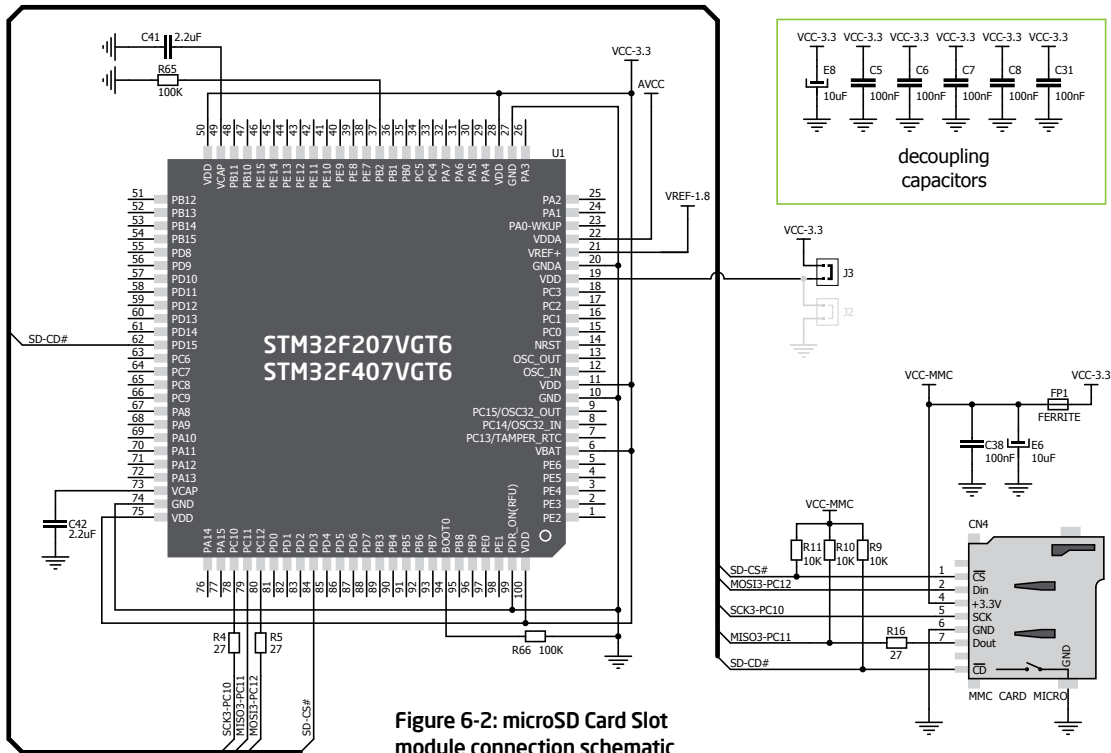 C41
2.2uF
R65
100K
VCC-3.3
AVCC
VCC-3.3 VCC-3.3 VCC-3.3 VCC-3.3 VCC-3.3 VCC-3.3
E8 C5 C6 C7 C8 C31
10uF 100nF 100nF 100nF 100nF 100nF
decoupling
capacitors
50 49 48 47 46 45 44 43 42 41 40 39 38 37 36 35 34 33 32 31 30 29 28 27 26
VDD VCAP PB11 PB10 PE15 PE14 PE13 PE12 PE11 PE10 PE9 PE8 PE7 PB2 PB1 PB0 PC5 PC4 PA7 PA6 PA5 PA4 VDD GND PA3
U1
51 PB12 PA2 25
52 PB13 PA1 24
53 PB14 PA0-WKUP 23
54 PB15 VDDA 22
55 PD8 VREF+ 21
56 PD9 GNDA 20
57 PD10 VDD 19
58 PD11 PC3 18
59 PD12 PC2 17
60 PD13 PC1 16
61 PD14 PC0 15
62 PD15 NRST 14
63 PC6 OSC_OUT 13
64 PC7 OSC_IN 12
65 PC8 VDD 11
66 PC9 GND 10
67 PA8 PC15/OSC32_OUT 9
68 PA9 PC14/OSC32_IN 8
69 PA10 PC13/TAMPER_RTC 7
70 PA11 VBAT 6
71 PA12 PE6 5
72 PA13 PE5 4
73 VCAP PE4 3
74 GND PE3 2
75 VDD PE2 1
STM32F207VGT6
STM32F407VGT6
SD-CD#
VREF-1.8
VCC-3.3
J3
J2
C42
2.2uF
PA14 PA15 PC10 PC11 PC12 PD0 PD1 PD2 PD3 PD4 PD5 PD6 PD7 PB3 PB4 PB5 PB6 PB7 BOOT0 PB8 PB9 PE0 PE1 PDR_ON(RFU) VDD
76 77 78 79 80 81 82 83 84 85 86 87 88 89 90 91 92 93 94 95 96 97 98 99 100
R4
27
R5
27
R66 100K
SCK3-PC10
MISO3-PC11
MOSI3-PC12
SD-CS#
VCC-MMC
VCC-3.3
FP1
FERRITE
C38
100nF
E6
10uF
VCC-MMC
R11
10K
R10
10K
R9
10K
CN4
SD-CS# 1 CS
MOSI3-PC12 2 Din
4 +3.3V
SCK3-PC10 5 SCK
6 GND
MISO3-PC11 R16 7 Dout
27
SD-CD# CD
GND
MMC CARD MICRO
Figure 6-2: microSD Card Slot
module connection schematic